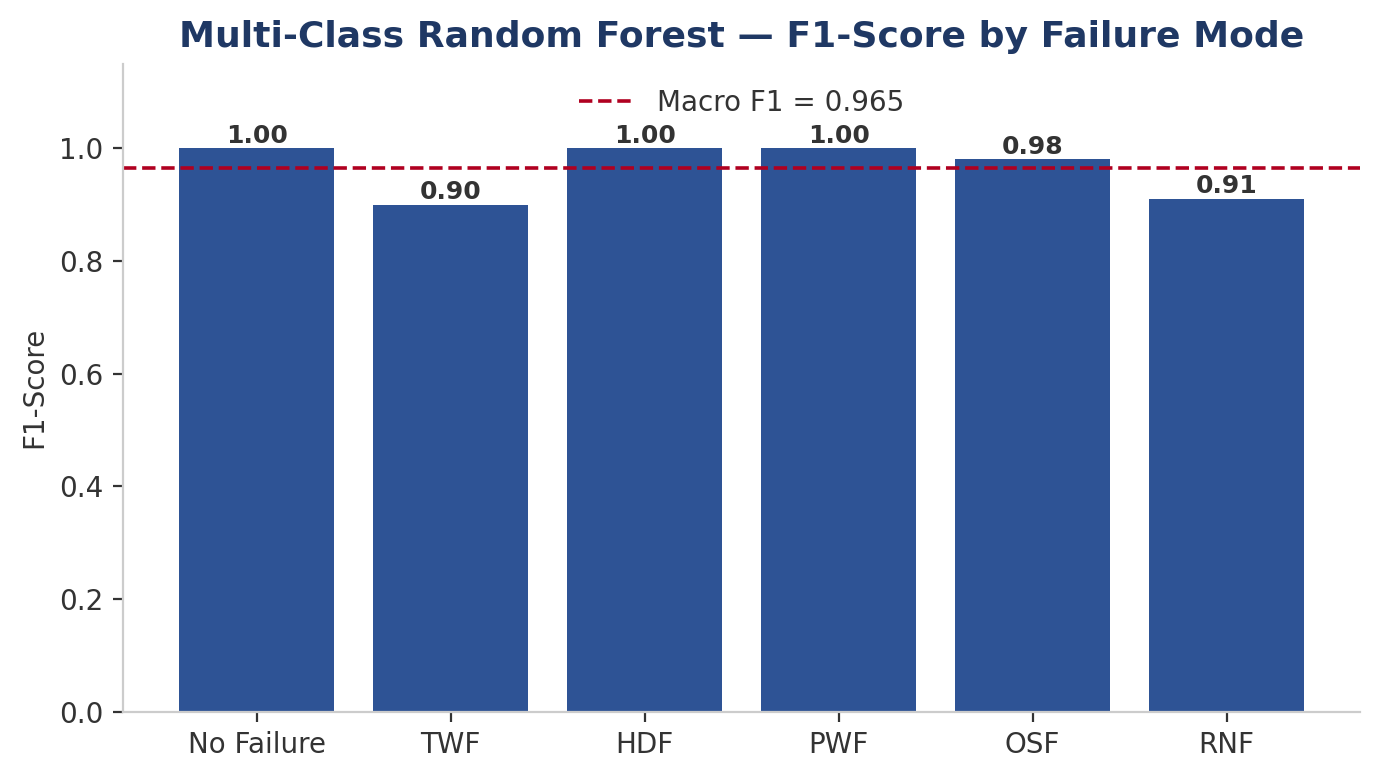 Multi-Class Random Forest — F1-Score by Failure Mode
Macro F1 = 0.965
1.00
0.90
1.00
1.00
0.98
0.91
F1-Score
1.0
0.8
0.6
0.4
0.2
0.0
No Failure
TWF
HDF
PWF
OSF
RNF